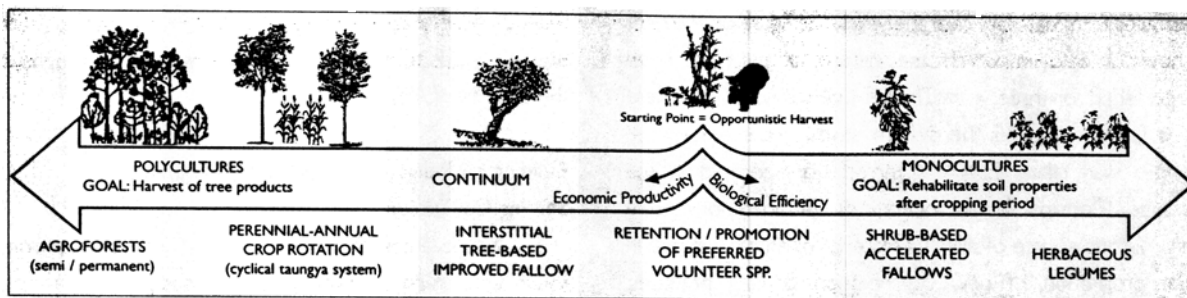 Starting Point = Opportunistic Harvest
POLYCULTURES
GOAL: Harvest of tree products
CONTINUUM
Economic Productivity
Biological Efficiency
MONOCULTURES
GOAL: Rehabilitate soil properties
after cropping period
AGROFORESTS
(semi / permanent)
PERENNIAL-ANNUAL
CROP ROTATION
(cyclical taungya system)
INTERSTITIAL
TREE-BASED
IMPROVED FALLOW
RETENTION / PROMOTION
OF PREFERRED
VOLUNTEER SPP.
SHRUB-BASED
ACCELERATED
FALLOWS
HERBACEOUS
LEGUMES